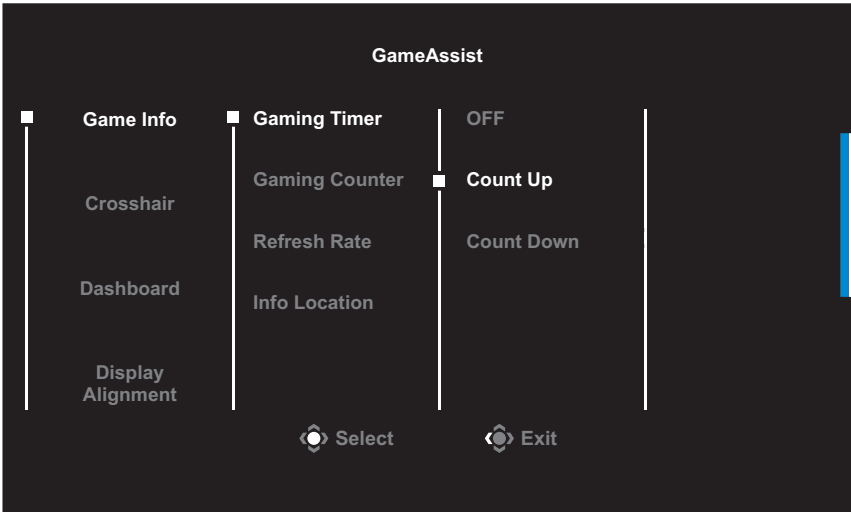 GameAssist
Game Info
Crosshair
Dashboard
Display
Alignment
Gaming Timer
Gaming Counter
Refresh Rate
Info Location
OFF
Count Up
Count Down
Select
Exit